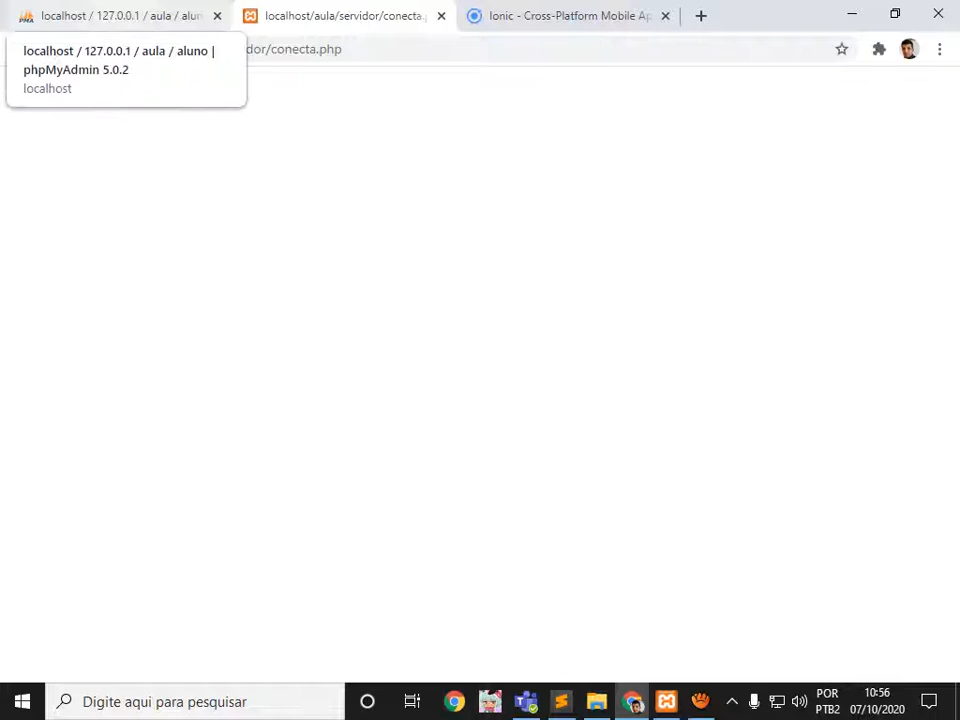 localhost / 127.0.0.1 / aula / alun
localhost/aula/servidor/conecta.
Ionic - Cross-Platform Mobile Ap
localhost / 127.0.0.1 / aula / aluno |
phpMyAdmin 5.0.2
localhost
dor/conecta.php
Digite aqui para pesquisar
POR
PTB2
10:56
07/10/2020